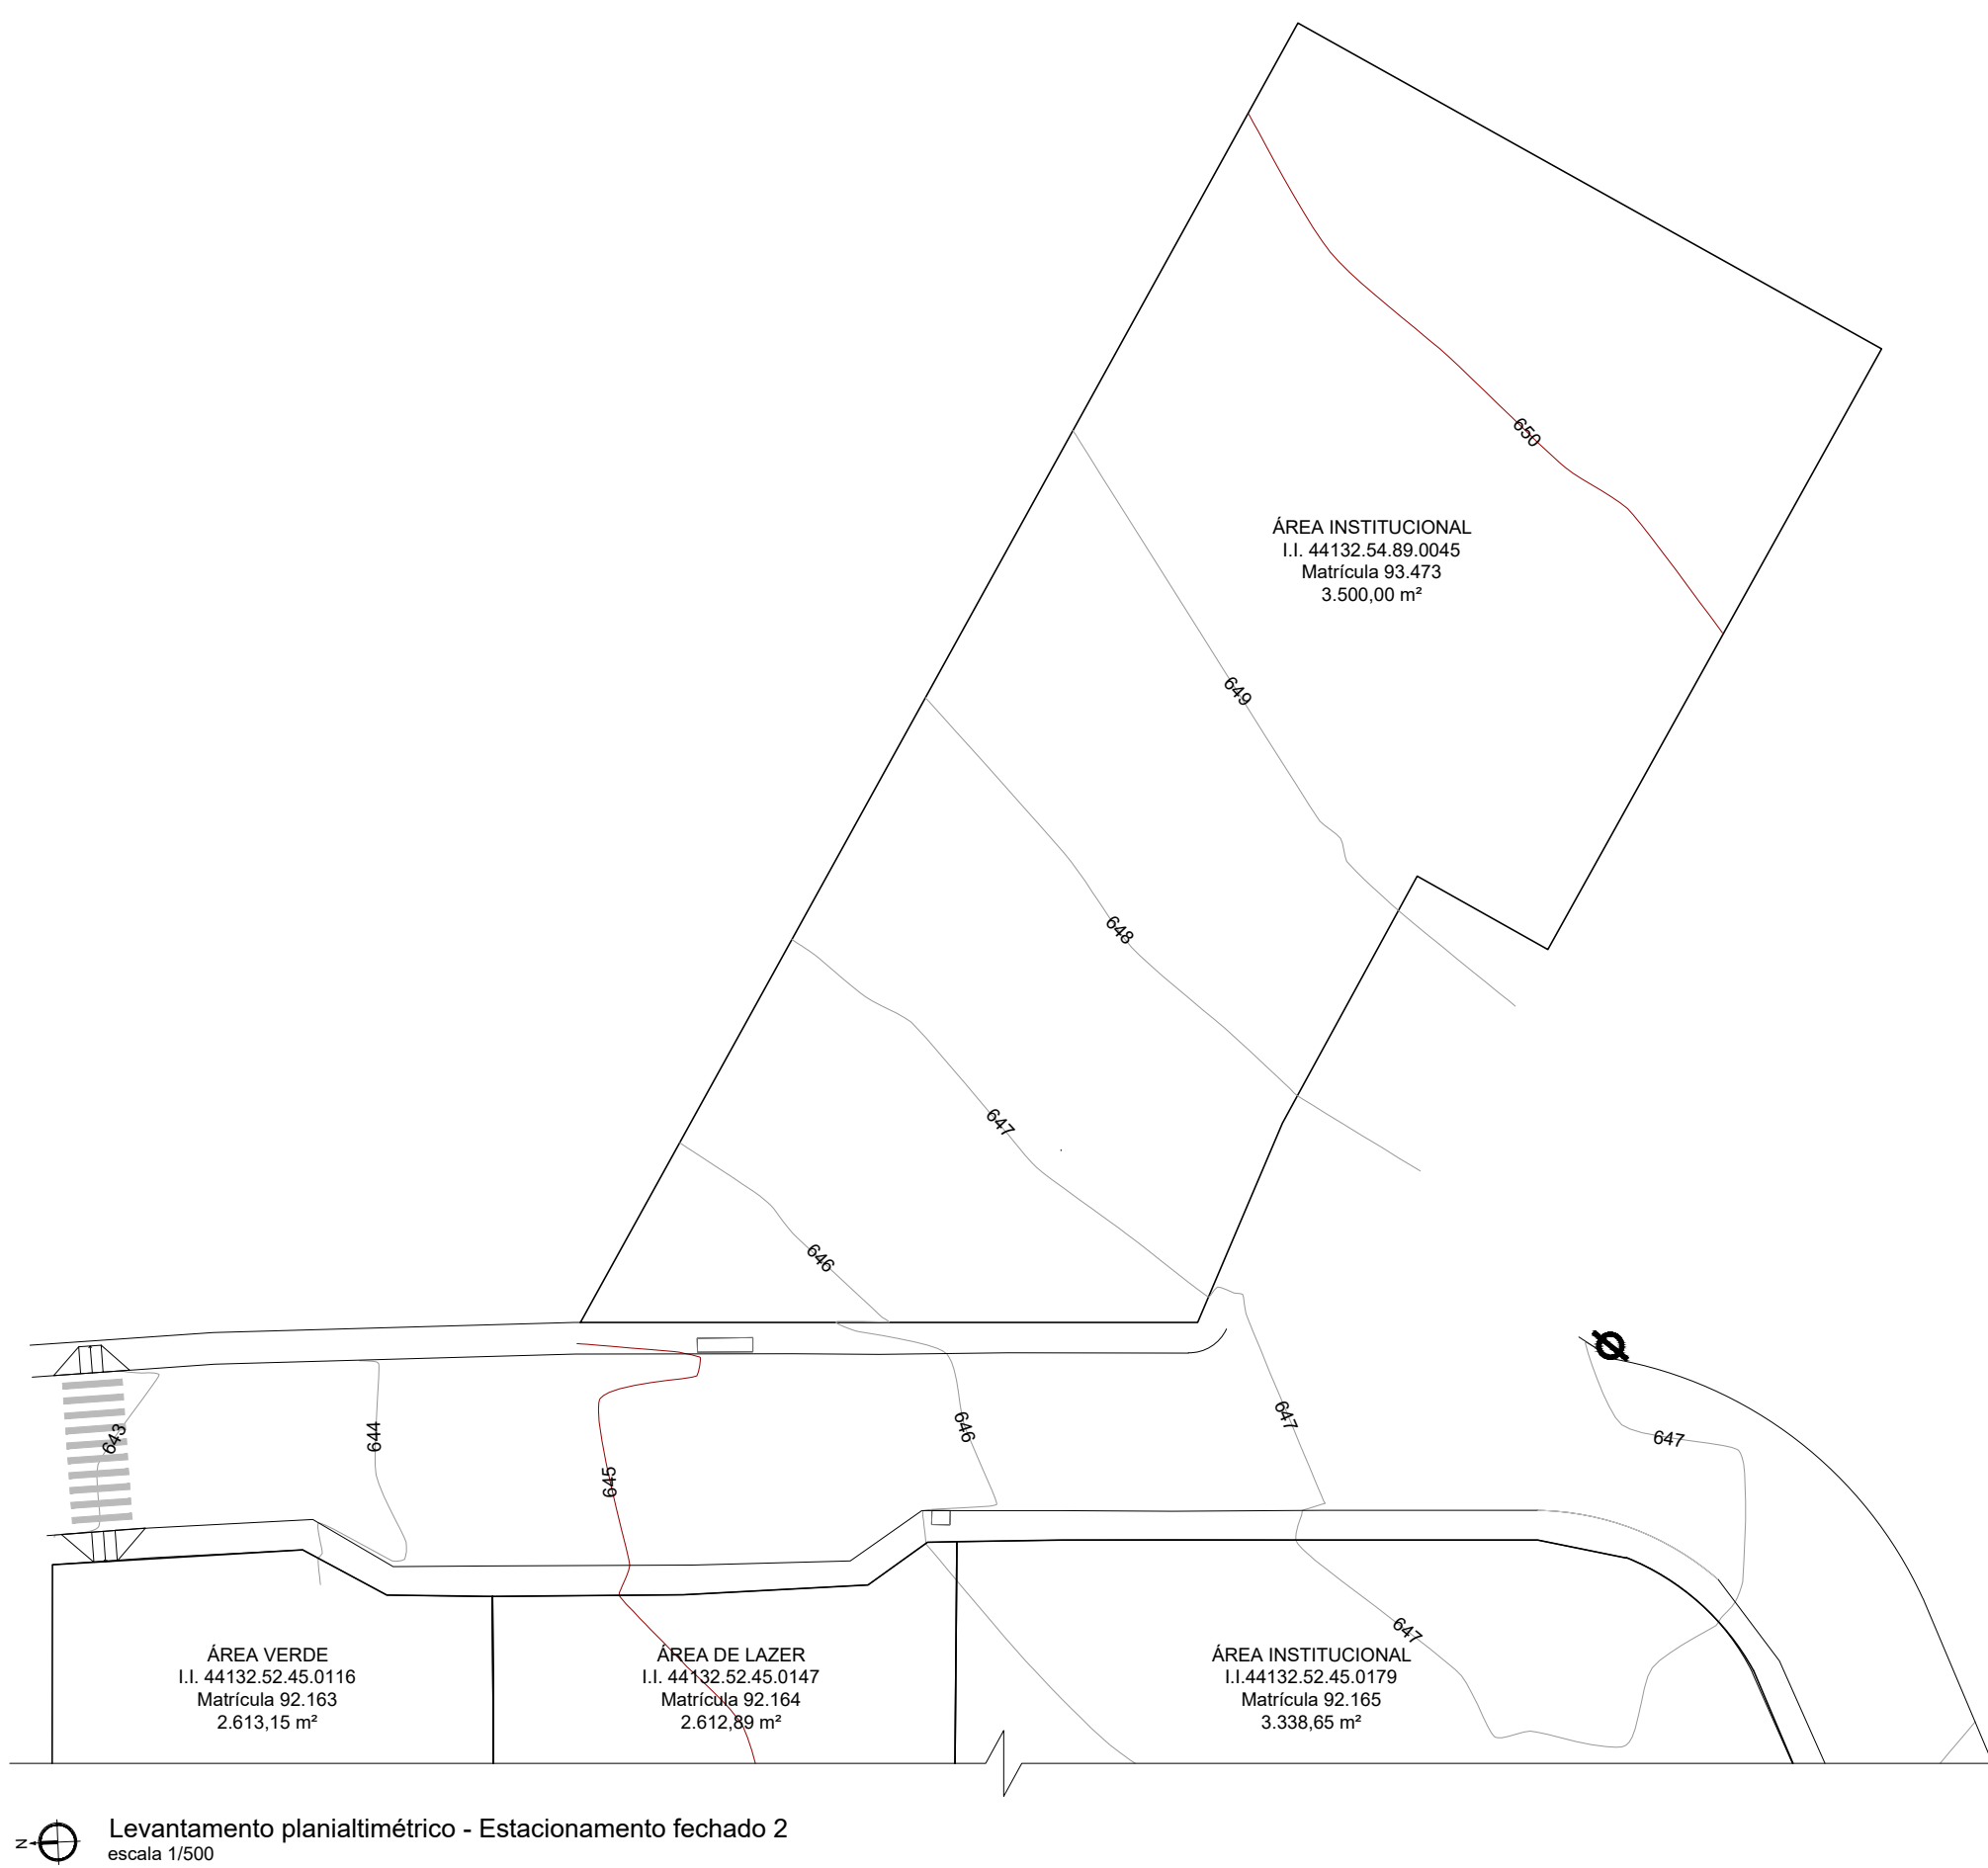 650
ÁREA INSTITUCIONAL
I.I. 44132.54.89.0045
Matrícula 93.473
3.500,00 m²
649
648
647
646
643
644
645
646
647
647
647
ÁREA VERDE
I.I. 44132.52.45.0116
Matrícula 92.163
2.613,15 m²
ÁREA DE LAZER
I.I. 44132.52.45.0147
Matrícula 92.164
2.612,89 m²
ÁREA INSTITUCIONAL
I.I.44132.52.45.0179
Matrícula 92.165
3.338,65 m²
N
Levantamento planialtimétrico - Estacionamento fechado 2
escala 1/500